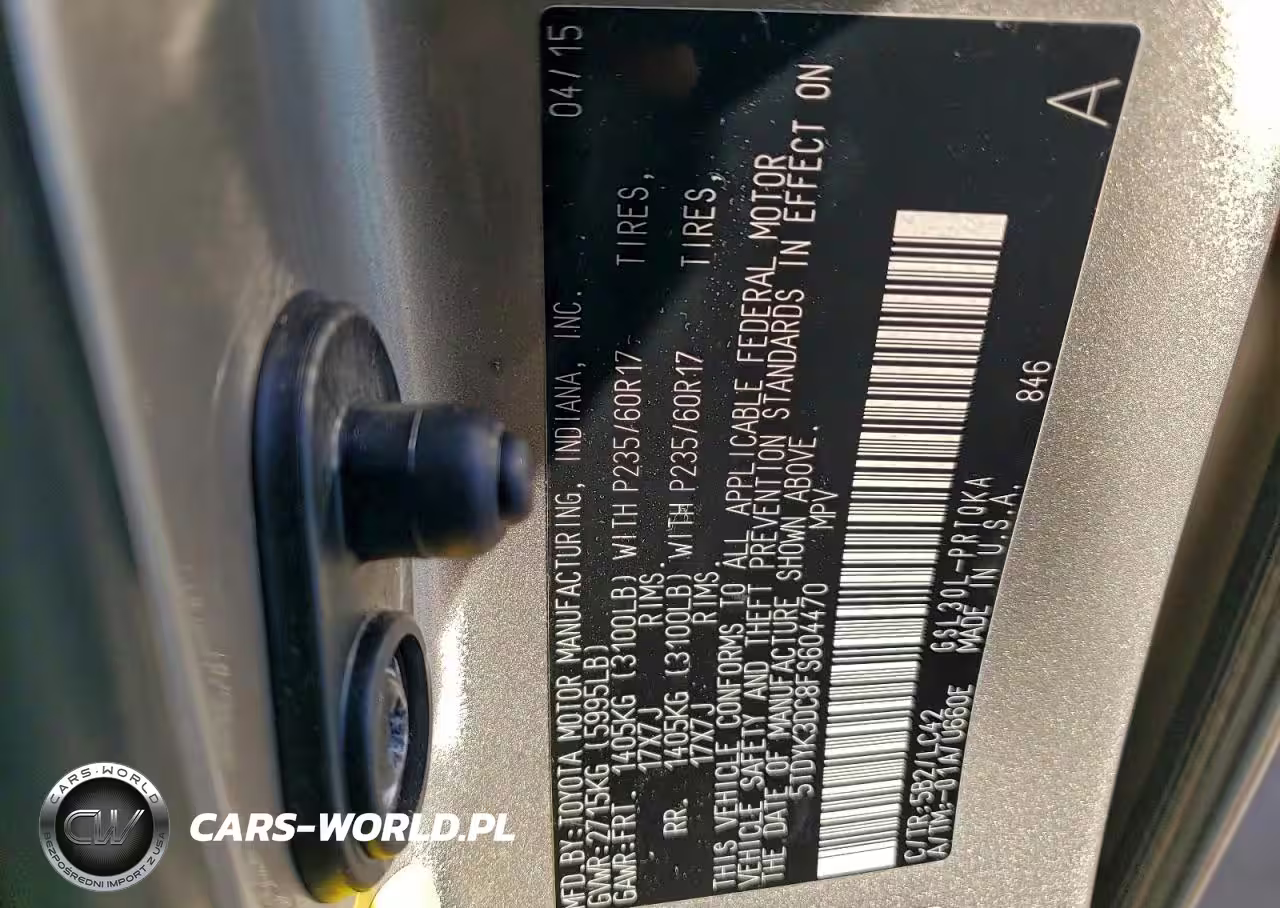 MFD.BY:TOYOTA MOTOR MANUFACTURING, INDIANA, INC. 04/15
GVWR:2715KG (5995LB)
GAWR:FRT. 1405KG (3100LB) WITH P235/60R17 TIRES,
17X7J RIMS.
RR. 1405KG (3100LB) WITH P235/60R17 TIRES,
17X7J RIMS.
THIS VEHICLE CONFORMS TO ALL APPLICABLE FEDERAL MOTOR
VEHICLE SAFETY AND THEFT PREVENTION STANDARDS IN EFFECT ON
THE DATE OF MANUFACTURE SHOWN ABOVE.
5TDYK3DC8FS604470 MPV
C/TR:5B2/LC42 GSL30L-PRTQKA 846
A/TM:-01A/U660E MADE IN U.S.A.
A
CARS-WORLD
BEZPOŚREDNI IMPORT Z USA
CARS-WORLD.PL